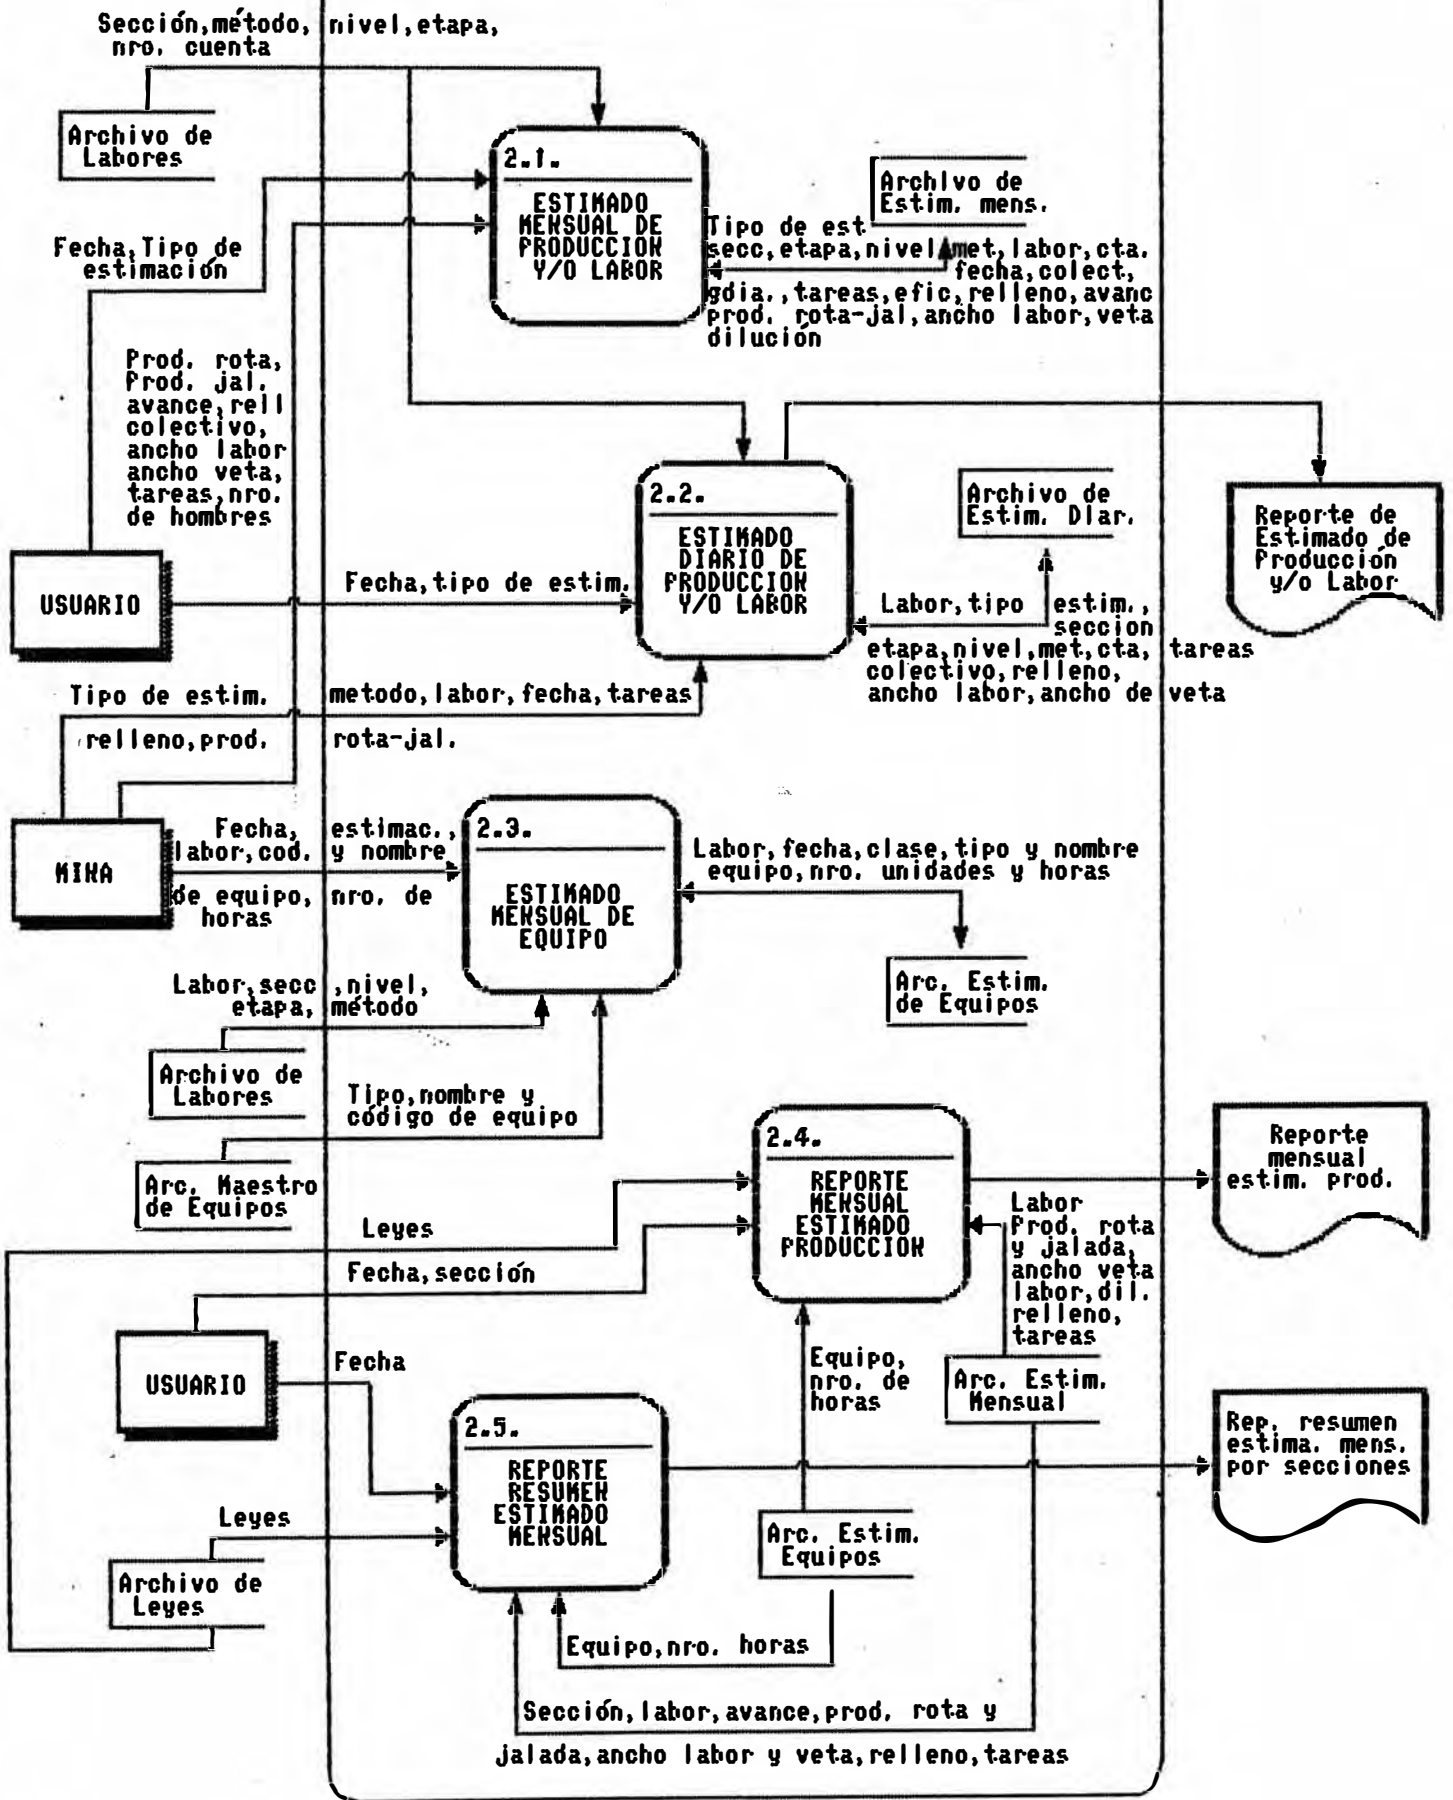 Sección,método, nivel,etapa,
nro. cuenta
Archivo de
Labores
2.1.
ESTIMADO
MENSUAL DE
PRODUCCION
Y/O LABOR
Archivo de
Estim. mens.
Tipo de est
secc,etapa,nivel met,labor,cta.
fecha,colect,
gdia.,tareas,efic,relleno,avanc
prod. rota-jal,ancho labor,veta
dilución
Fecha,Tipo de
estimación
Prod. rota,
Prod. jal.
avance,rell
colectivo,
ancho labor
ancho veta,
tareas,nro.
de hombres
2.2.
ESTIMADO
DIARIO DE
PRODUCCION
Y/O LABOR
Archivo de
Estim. Diar.
Reporte de
Estimado de
Producción
y/o Labor
USUARIO
Fecha,tipo de estim.
Labor,tipo estim.,
seccion
etapa,nivel,met,cta, tareas
colectivo,relleno,
ancho labor,ancho de veta
Tipo de estim. metodo,labor,fecha,tareas
relleno,prod. rota-jal.
MINA
Fecha, estimac.,
labor,cod. y nombre
de equipo, nro. de
horas
2.3.
ESTIMADO
MENSUAL DE
EQUIPO
Labor,fecha,clase,tipo y nombre
equipo,nro. unidades y horas
Arc. Estim.
de Equipos
Labor,secc ,nivel,
etapa, método
Archivo de
Labores
Tipo,nombre y
código de equipo
Arc. Maestro
de Equipos
2.4.
REPORTE
MENSUAL
ESTIMADO
PRODUCCION
Reporte
mensual
estim. prod.
Leyes
Labor
Prod. rota
y jalada,
ancho veta
labor,dil.
relleno,
tareas
Fecha,sección
USUARIO
Fecha
Equipo,
nro. de
horas
Arc. Estim.
Mensual
2.5.
REPORTE
RESUMEN
ESTIMADO
MENSUAL
Rep. resumen
estima. mens.
por secciones
Leyes
Archivo de
Leyes
Arc. Estim.
Equipos
Equipo,nro. horas
Sección,labor,avance,prod. rota y
jalada,ancho labor y veta,relleno,tareas